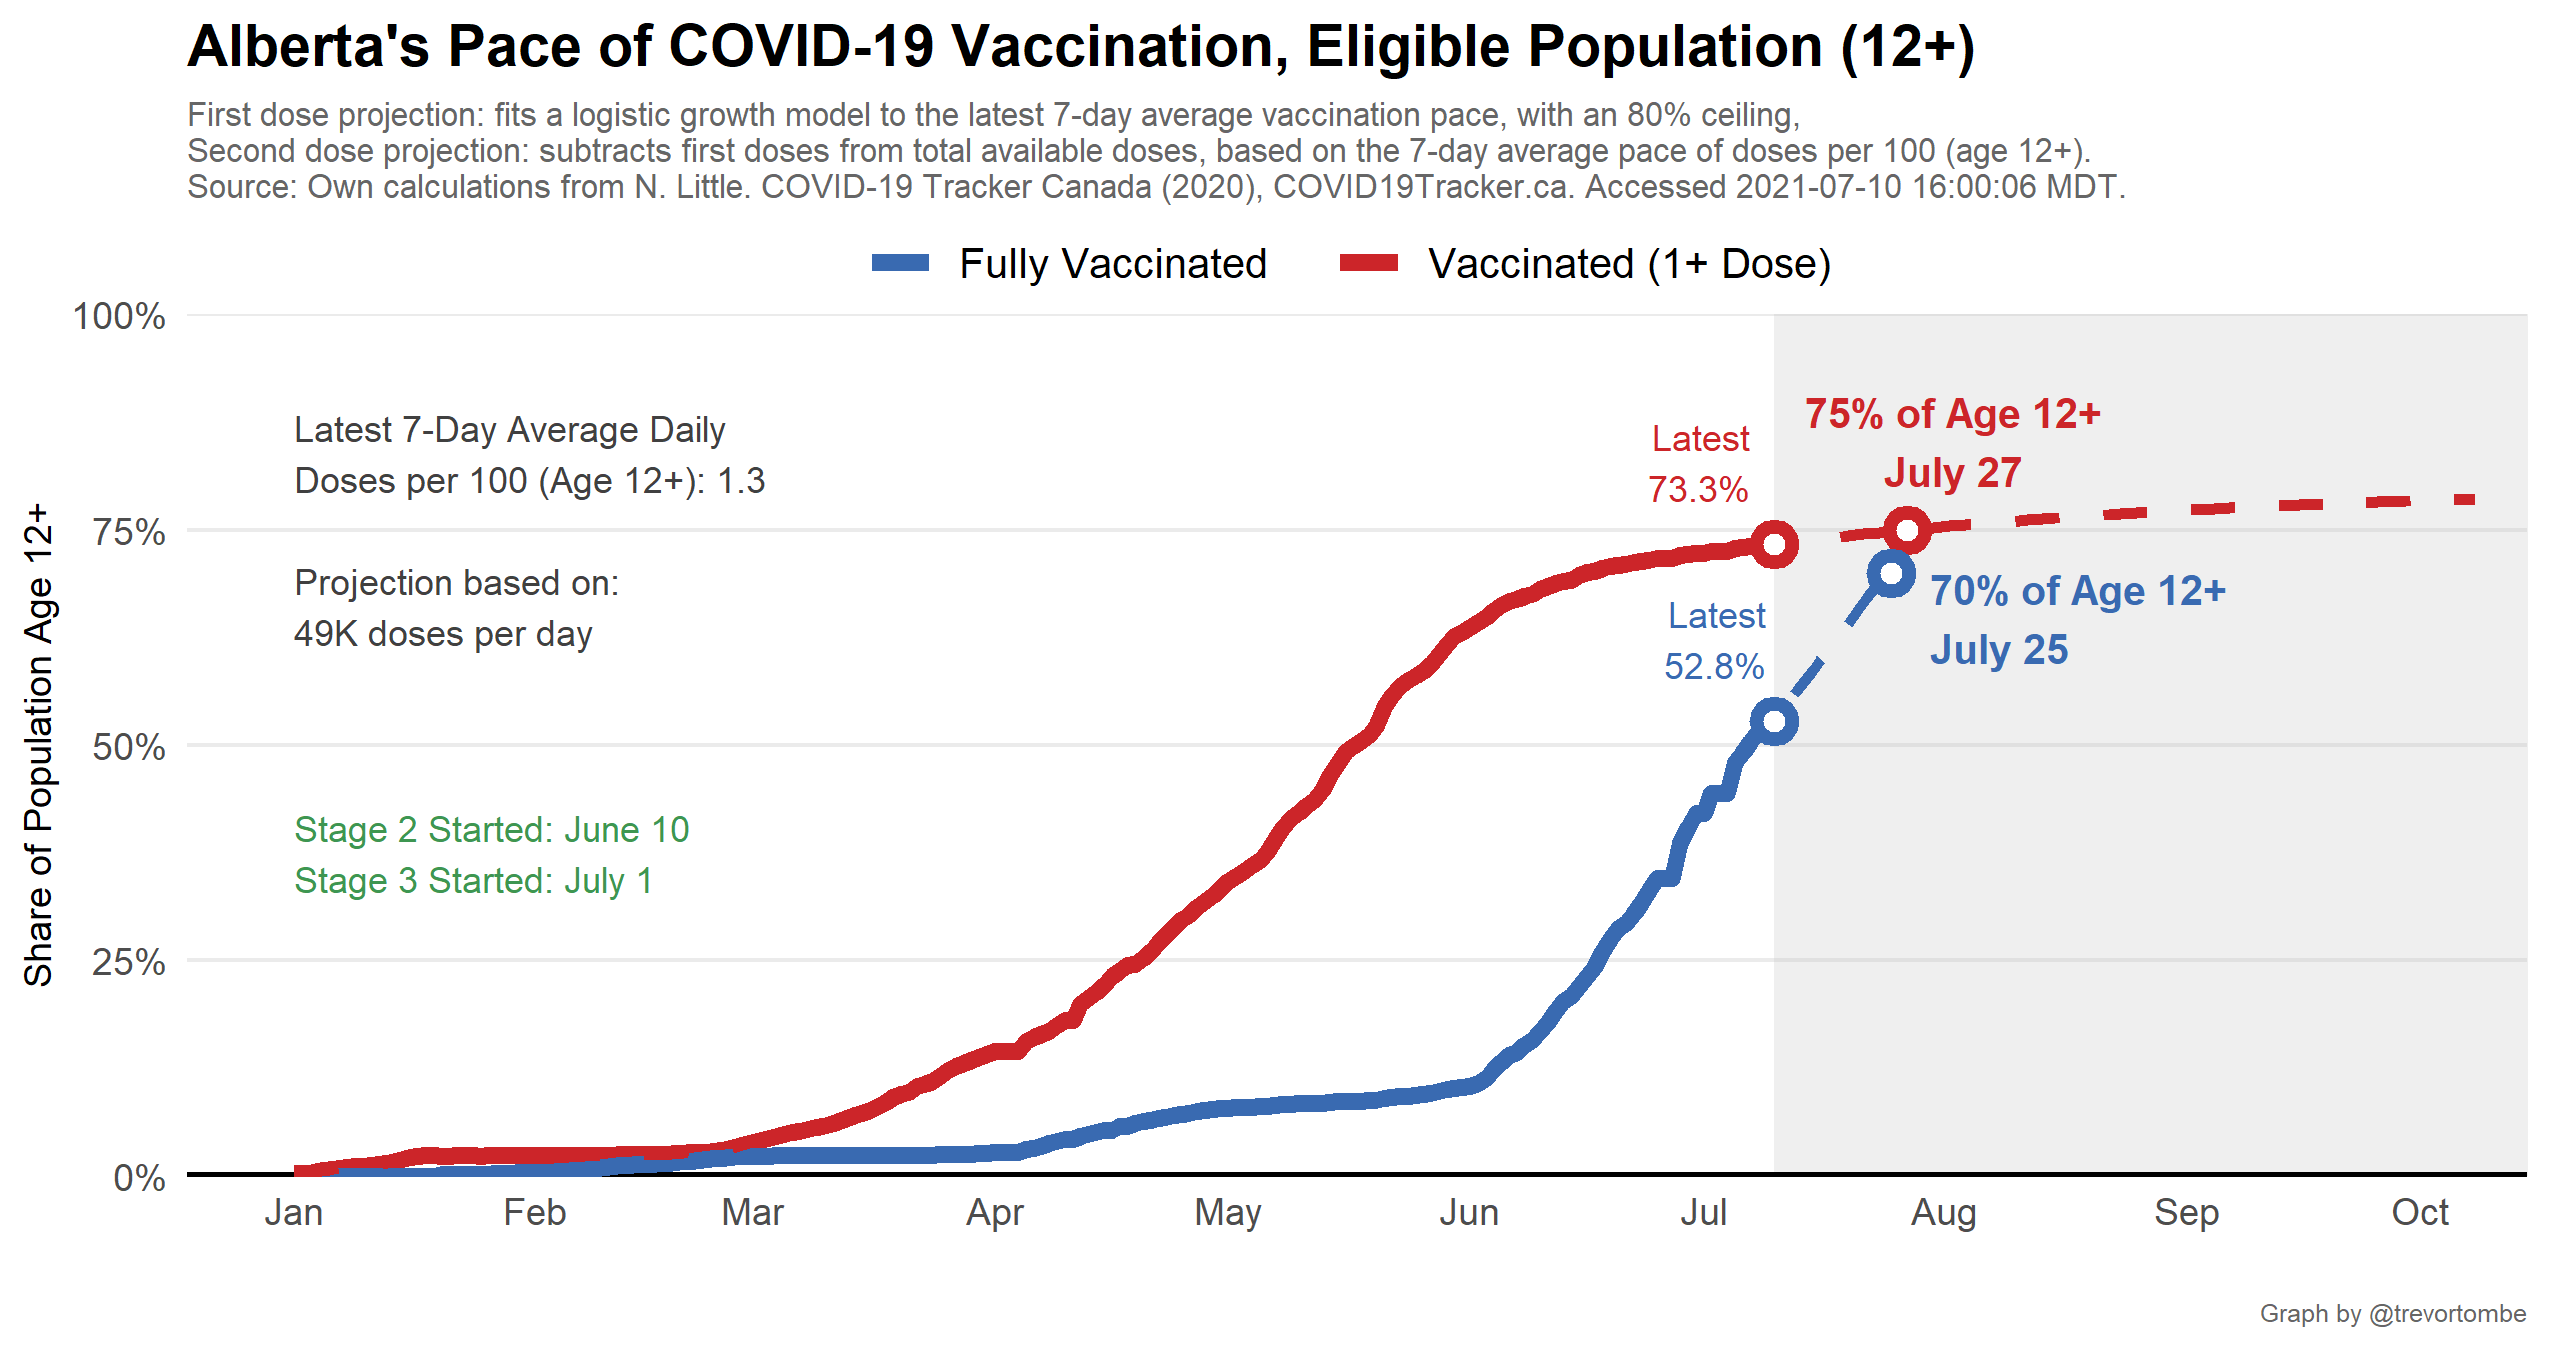 Alberta's Pace of COVID-19 Vaccination, Eligible Population (12+)
First dose projection: fits a logistic growth model to the latest 7-day average vaccination pace, with an 80% ceiling,
Second dose projection: subtracts first doses from total available doses, based on the 7-day average pace of doses per 100 (age 12+).
Source: Own calculations from N. Little. COVID-19 Tracker Canada (2020), COVID19Tracker.ca. Accessed 2021-07-10 16:00:06 MDT.
Fully Vaccinated
Vaccinated (1+ Dose)
Share of Population Age 12+
100%
75%
50%
25%
0%
Latest 7-Day Average Daily
Doses per 100 (Age 12+): 1.3
Projection based on:
49K doses per day
Stage 2 Started: June 10
Stage 3 Started: July 1
Latest
73.3%
75% of Age 12+
July 27
Latest
52.8%
70% of Age 12+
July 25
Jan
Feb
Mar
Apr
May
Jun
Jul
Aug
Sep
Oct
Graph by @trevortombe